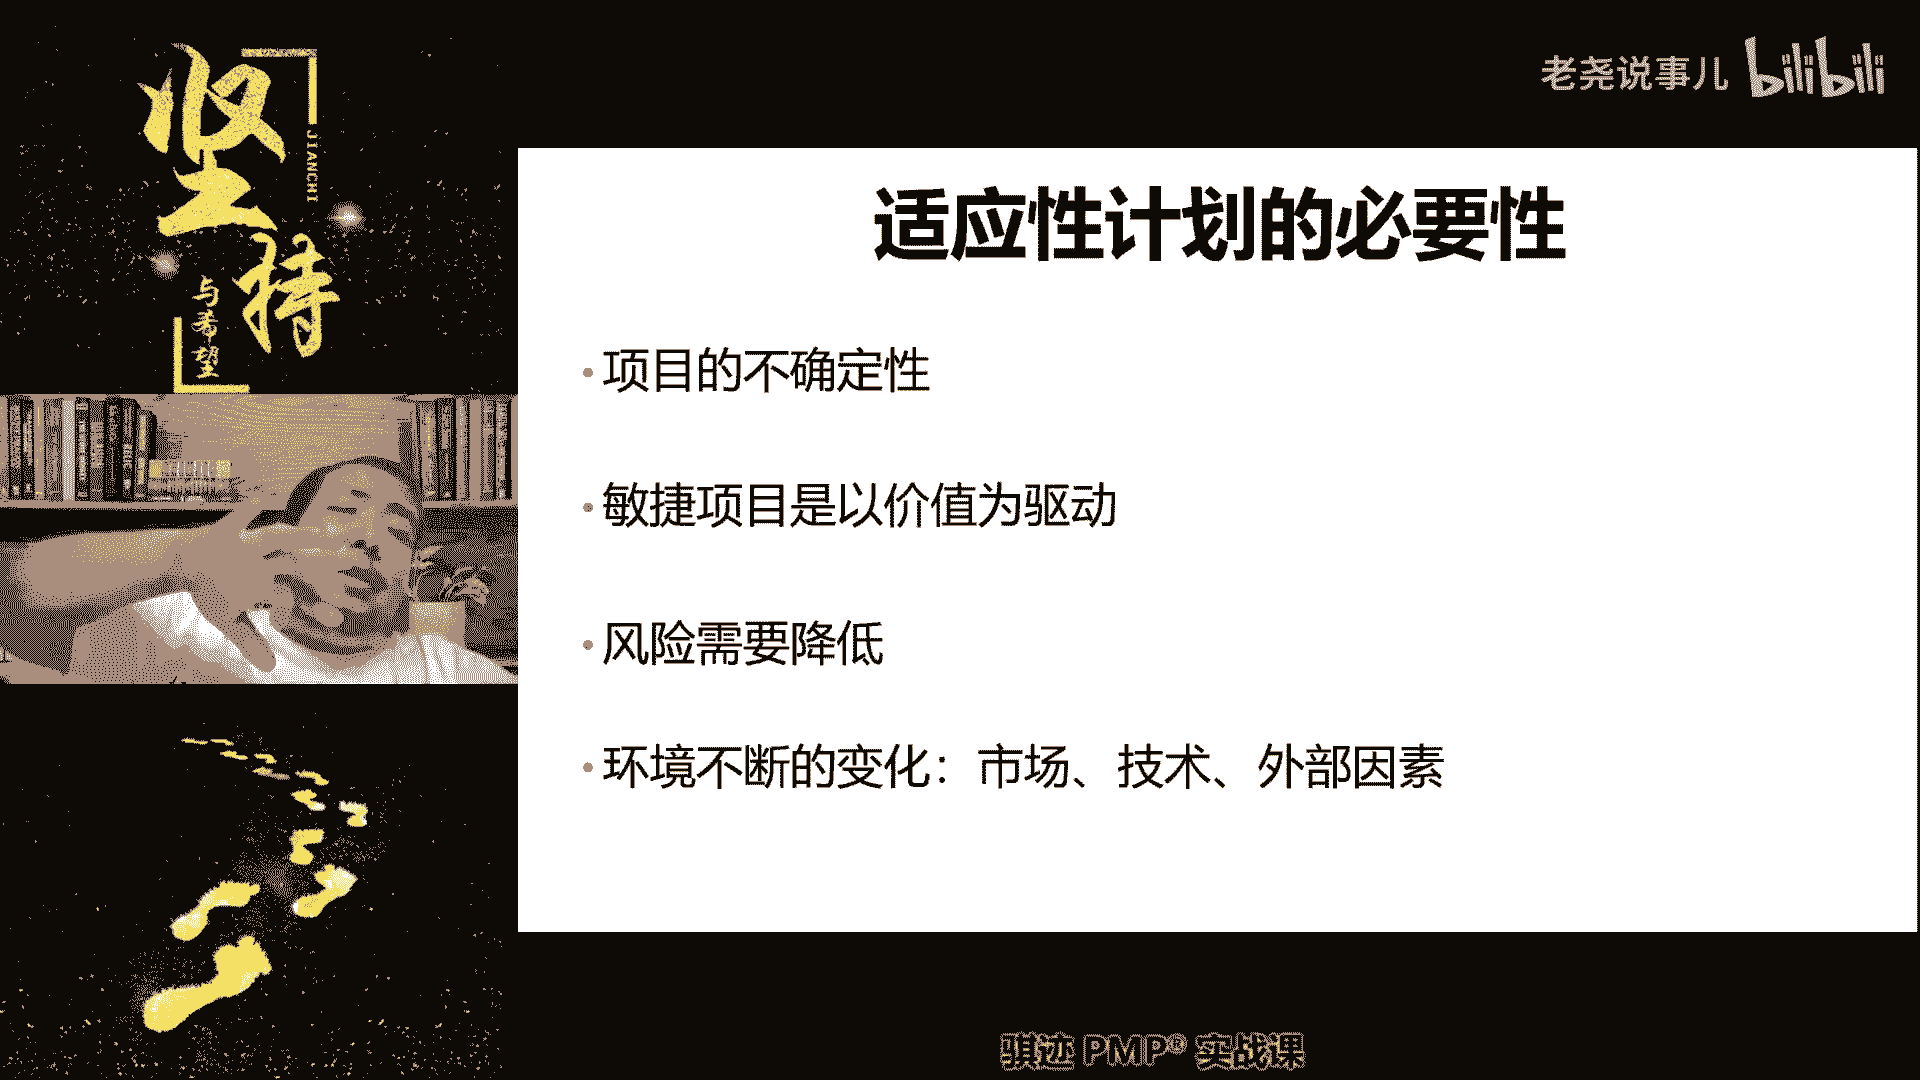 坚持
JIANCHI
与希望
老尧说事儿 bilibili
适应性计划的必要性
•项目的不确定性
•敏捷项目是以价值为驱动
•风险需要降低
•环境不断的变化：市场、技术、外部因素
骐迹 PMP® 实战课